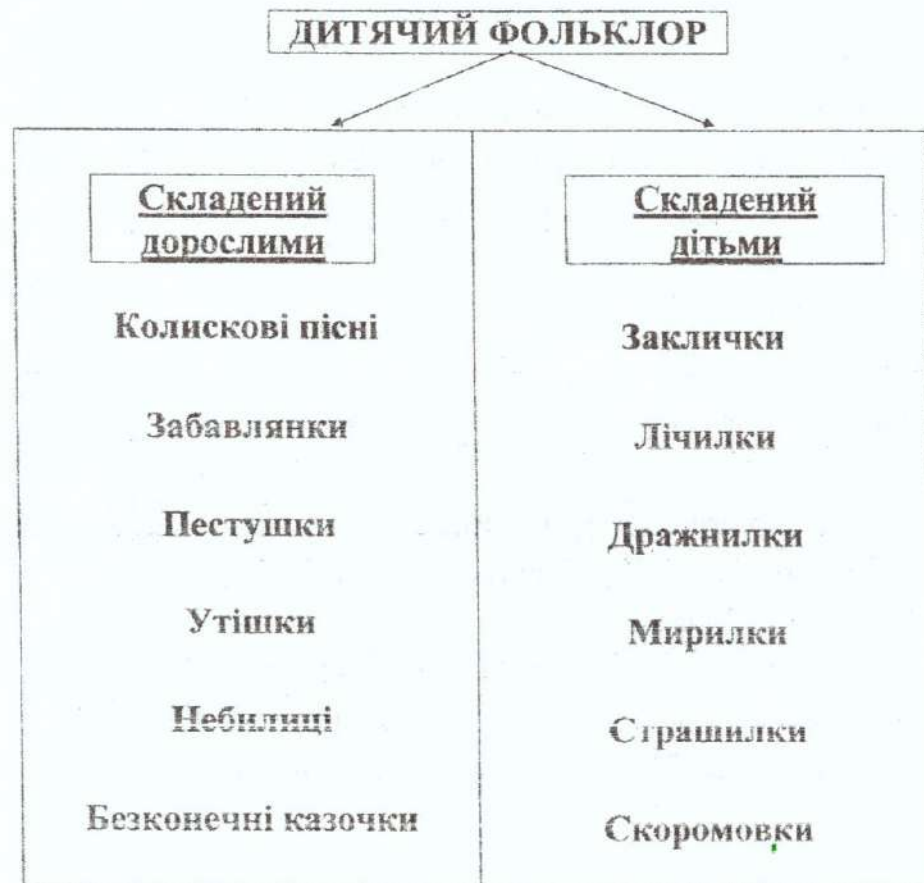 ДИТЯЧИЙ ФОЛЬКЛОР
Складений
дорослими
Колискові пісні
Забавлянки
Пестушки
Утішки
Небилиці
Безконечні казочки
Складений
дітьми
Заклички
Лічилки
Дражнилки
Мирилки
Страшилки
Скоромовки